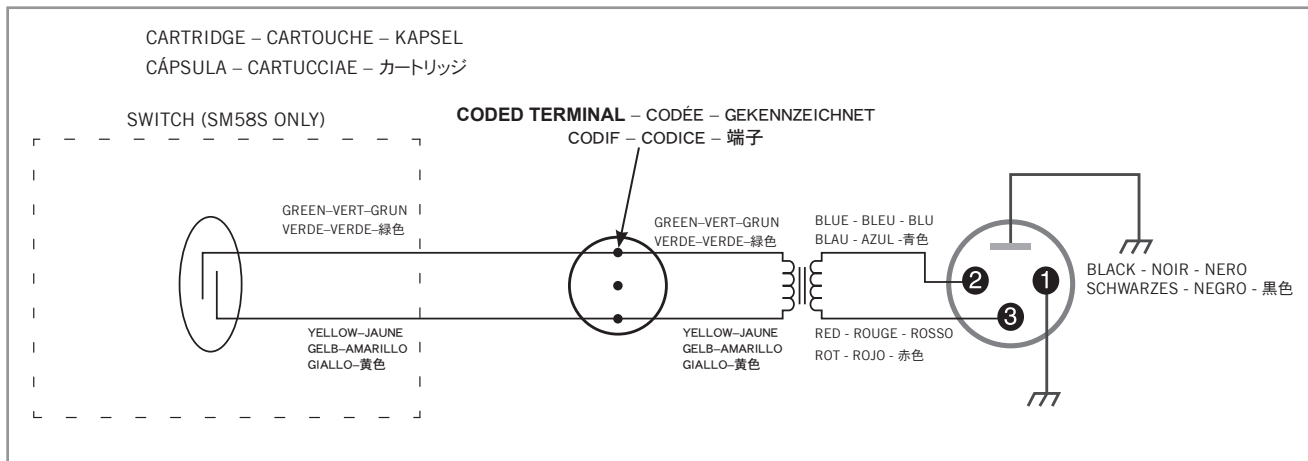 CARTRIDGE – CARTOUCHE – KAPSEL
CÁPSULA – CARTUCCIAE – カートリッジ
SWITCH (SM58S ONLY)
CODED TERMINAL – CODÉE – GEKENNZEICHNET
CODIF – CODICE – 端子
GREEN–VERT–GRUN
VERDE–VERDE–緑色
GREEN–VERT–GRUN
VERDE–VERDE–緑色
BLUE - BLEU - BLU
BLAU - AZUL -青色
2
1
3
BLACK - NOIR - NERO
SCHWARZES - NEGRO - 黒色
YELLOW–JAUNE
GELB–AMARILLO
GIALLO–黄色
YELLOW–JAUNE
GELB–AMARILLO
GIALLO–黄色
RED - ROUGE - ROSSO
ROT - ROJO - 赤色